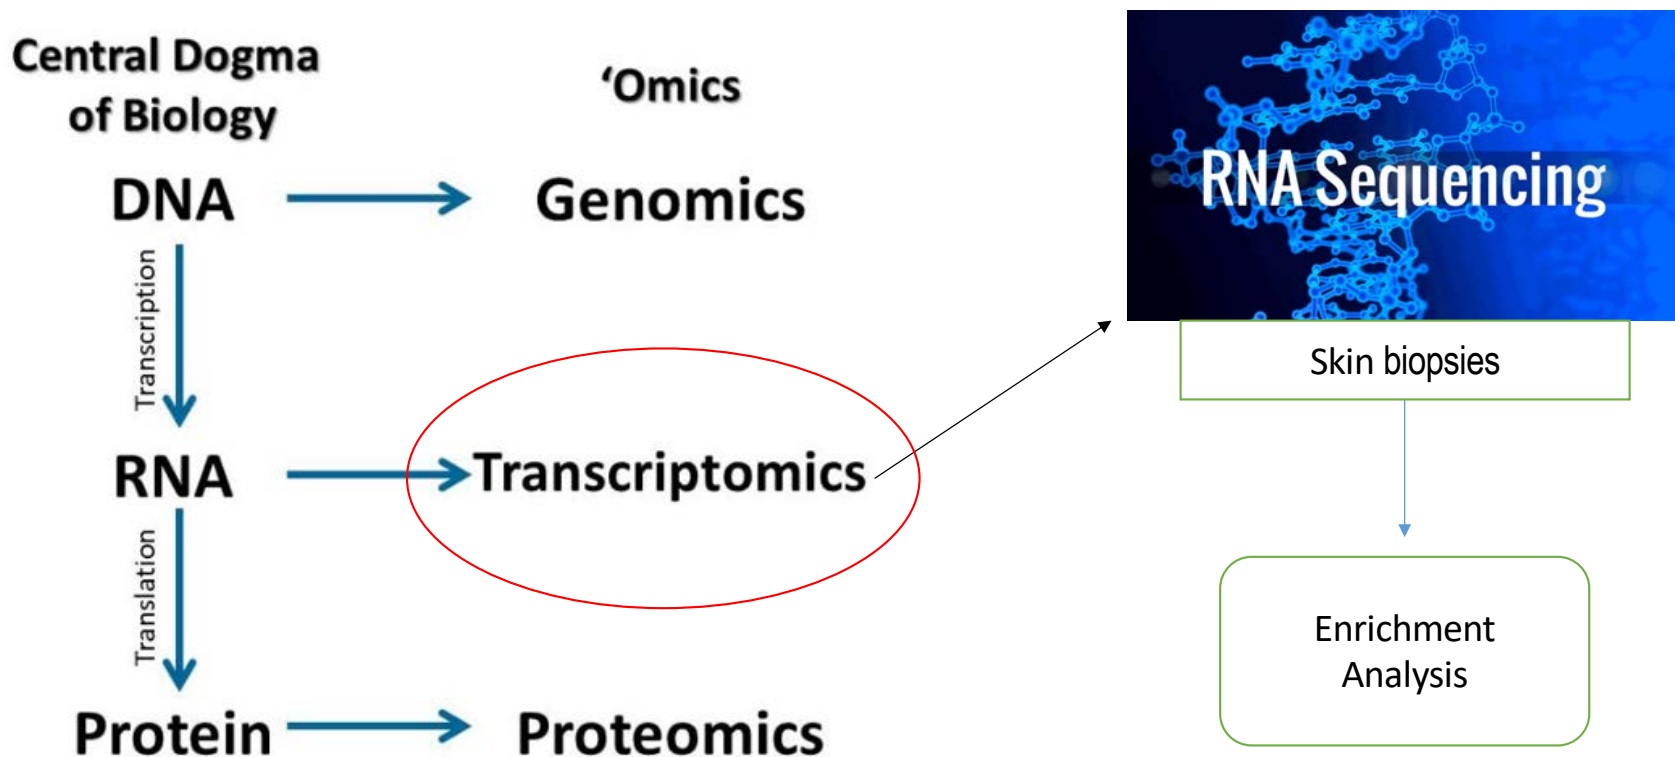 Central Dogma
of Biology
‘Omics
DNA
Genomics
Transcription
RNA
Transcriptomics
Translation
Protein
Proteomics
RNA Sequencing
Skin biopsies
Enrichment
Analysis